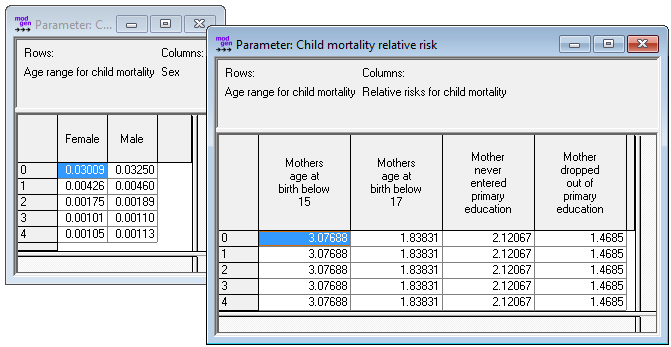 mod gen Parameter: C...
Rows: Columns:
Age range for child mortality Sex
Female Male
0 0.03009 0.03250
1 0.00426 0.00460
2 0.00175 0.00189
3 0.00101 0.00110
4 0.00105 0.00113
mod gen Parameter: Child mortality relative risk
Rows: Columns:
Age range for child mortality Relative risks for child mortality
Mothers age at birth below 15
Mothers age at birth below 17
Mother never entered primary education
Mother dropped out of primary education
0 3.07688 1.83831 2.12067 1.4685
1 3.07688 1.83831 2.12067 1.4685
2 3.07688 1.83831 2.12067 1.4685
3 3.07688 1.83831 2.12067 1.4685
4 3.07688 1.83831 2.12067 1.4685